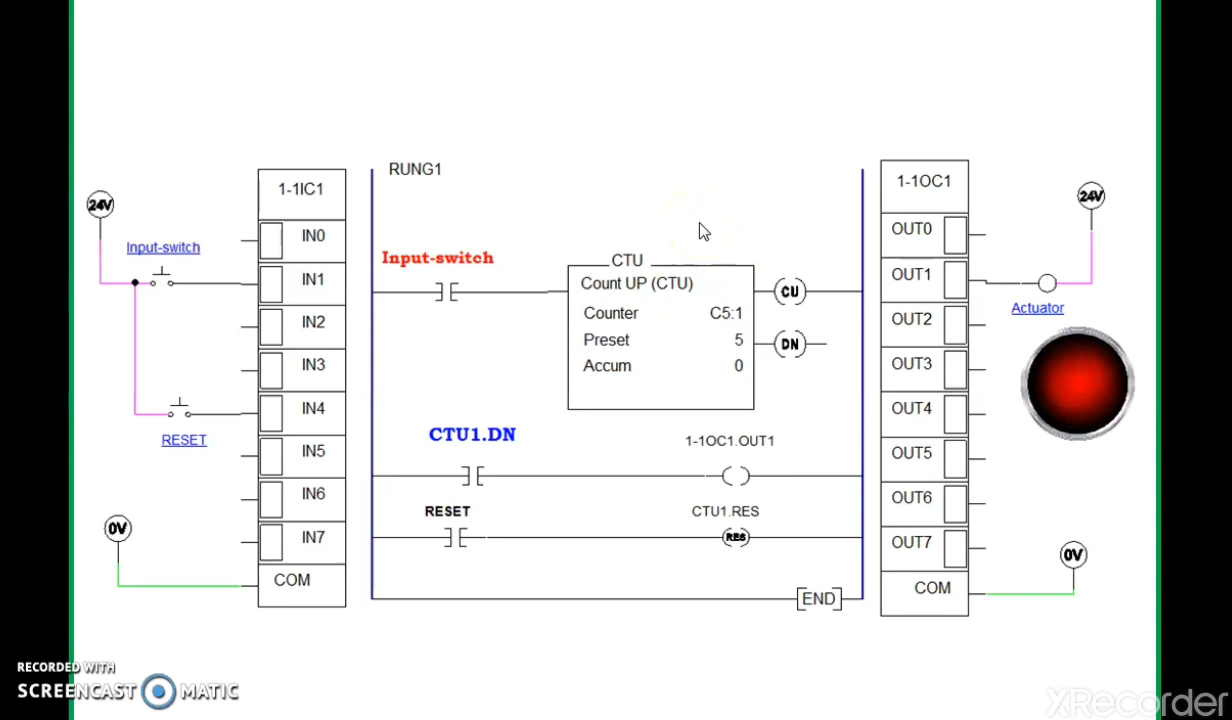 RUNG1
1-1IC1
24V
Input-switch
IN0
IN1
IN2
IN3
IN4
RESET
IN5
IN6
0V
IN7
COM
Input-switch
CTU
Count UP (CTU)
Counter C5:1
Preset 5
Accum 0
CU
DN
CTU1.DN
1-1OC1.OUT1
RESET
CTU1.RES
RES
END
1-1OC1
24V
OUT0
OUT1
Actuator
OUT2
OUT3
OUT4
OUT5
OUT6
OUT7
0V
COM
RECORDED WITH
SCREENCAST MATIC
XRecorder